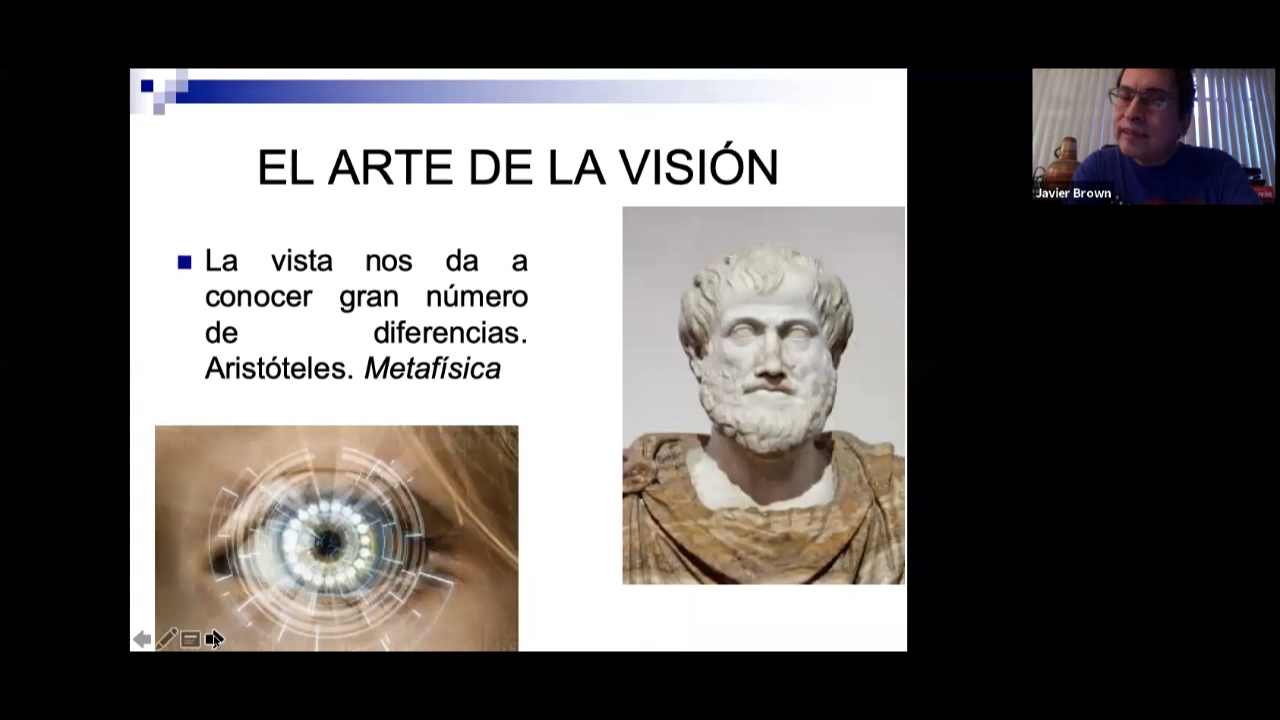 EL ARTE DE LA VISIÓN
La vista nos da a
conocer gran número
de diferencias.
Aristóteles. Metafísica
Javier Brown